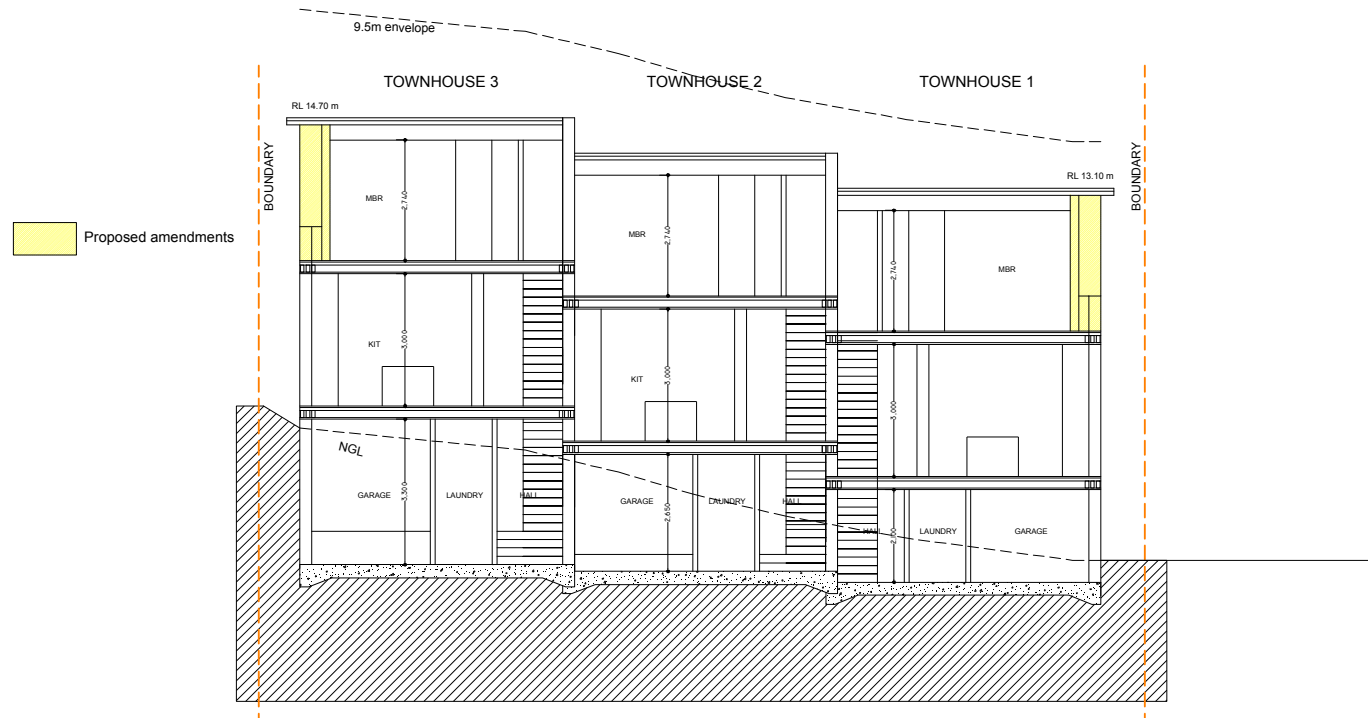 9.5m envelope
TOWNHOUSE 3
TOWNHOUSE 2
TOWNHOUSE 1
RL 14.70 m
RL 13.10 m
BOUNDARY
BOUNDARY
Proposed amendments
MBR
2,740
MBR
2,740
MBR
2,740
KIT
3,000
KIT
3,000
3,000
NGL
GARAGE
3,300
LAUNDRY
HALL
GARAGE
2,650
LAUNDRY
HALL
HALL
LAUNDRY
GARAGE